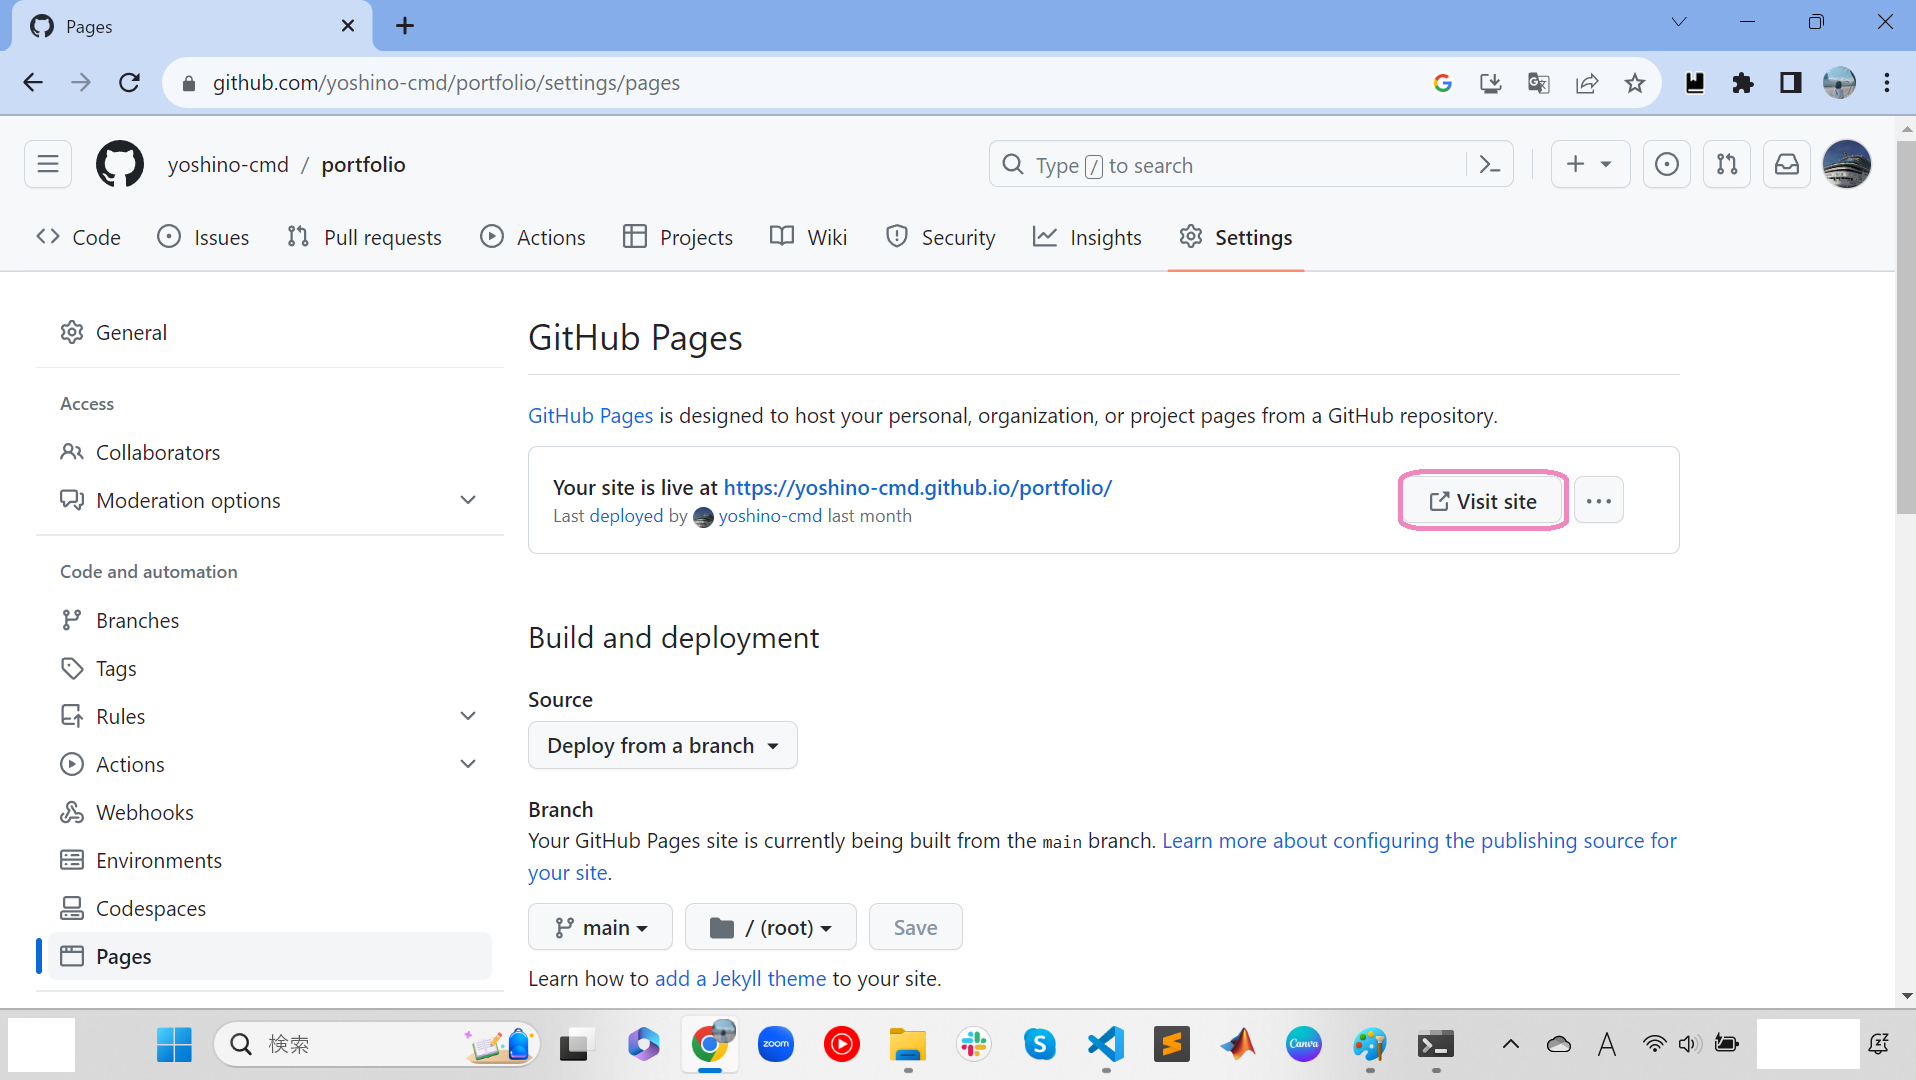 Pages
github.com/yoshino-cmd/portfolio/settings/pages
yoshino-cmd / portfolio
Type / to search
Code
Issues
Pull requests
Actions
Projects
Wiki
Security
Insights
Settings
General
Access
Collaborators
Moderation options
Code and automation
Branches
Tags
Rules
Actions
Webhooks
Environments
Codespaces
Pages
GitHub Pages
GitHub Pages is designed to host your personal, organization, or project pages from a GitHub repository.
Your site is live at https://yoshino-cmd.github.io/portfolio/
Last deployed by yoshino-cmd last month
Visit site
Build and deployment
Source
Deploy from a branch
Branch
Your GitHub Pages site is currently being built from the main branch. Learn more about configuring the publishing source for
your site.
main
/ (root)
Save
Learn how to add a Jekyll theme to your site.
検索
zoom
Canva
A